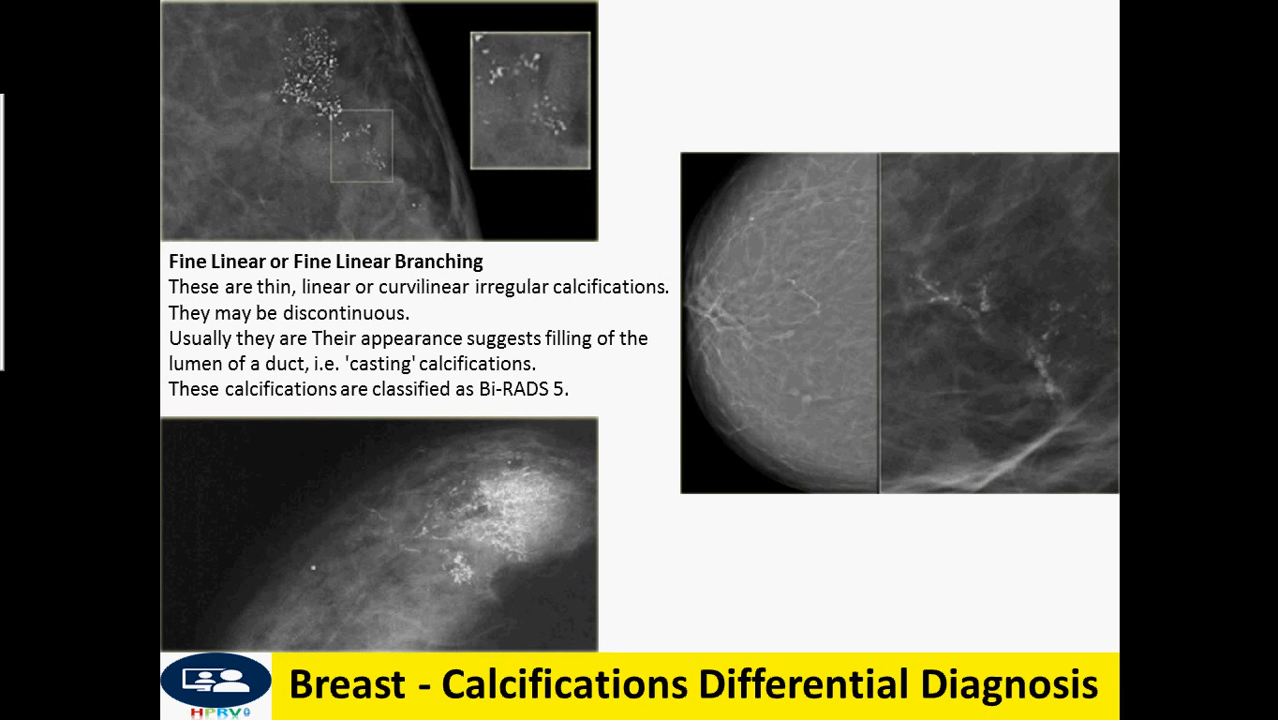 Fine Linear or Fine Linear Branching
These are thin, linear or curvilinear irregular calcifications.
They may be discontinuous.
Usually they are Their appearance suggests filling of the
lumen of a duct, i.e. 'casting' calcifications.
These calcifications are classified as Bi-RADS 5.
Breast - Calcifications Differential Diagnosis